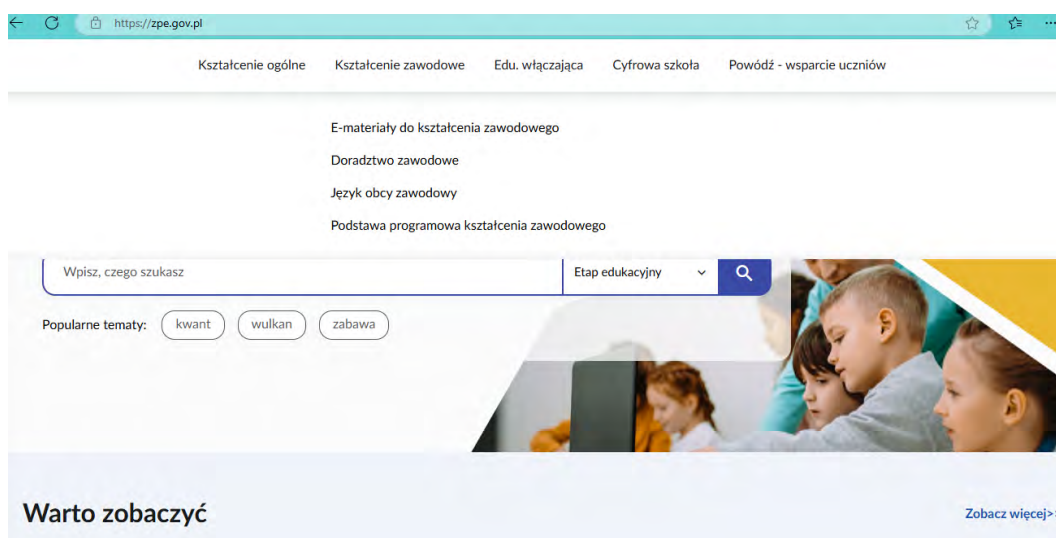 https://zpe.gov.pl
Kształcenie ogólne Kształcenie zawodowe Edu. włączająca Cyfrowa szkoła Powódź - wsparcie uczniów
E-materiały do kształcenia zawodowego
Doradztwo zawodowe
Język obcy zawodowy
Podstawa programowa kształcenia zawodowego
Wpisz, czego szukasz Etap edukacyjny
Popularne tematy: kwant wulkan zabawa
Warto zobaczyć Zobacz więcej>